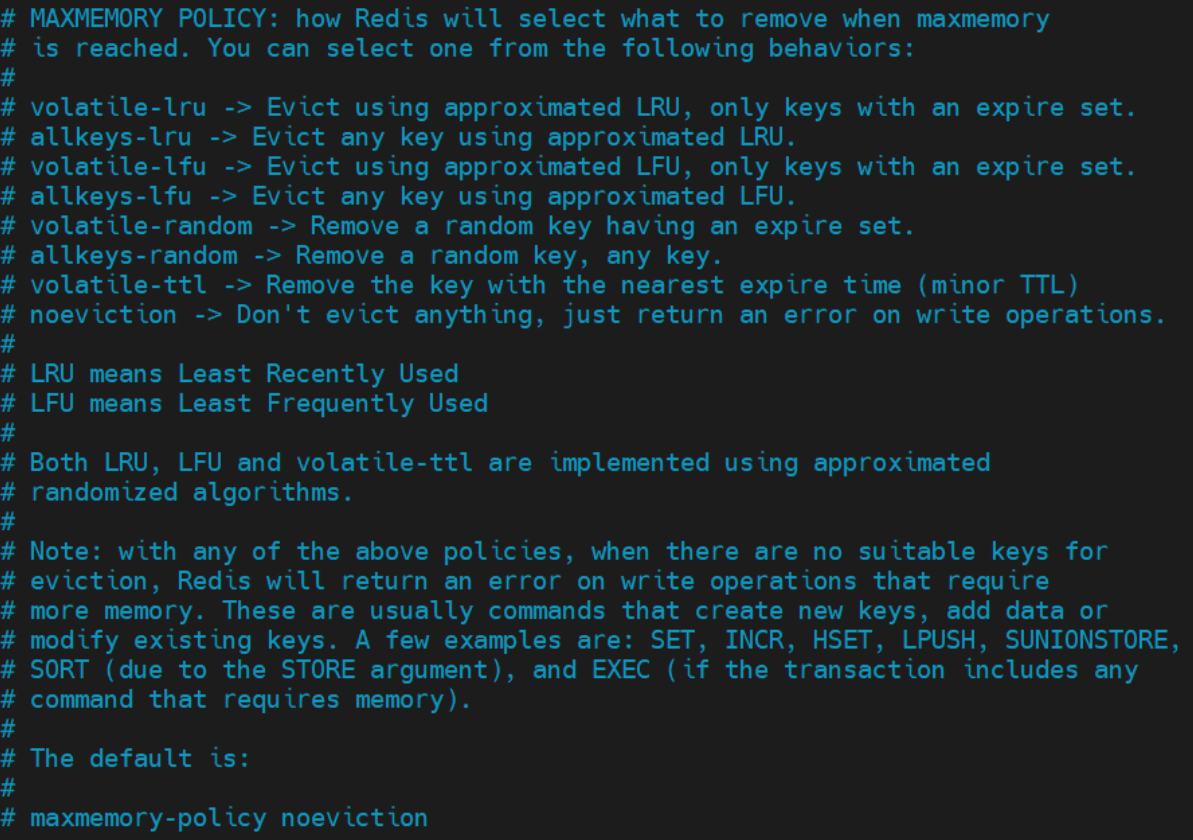 # MAXMEMORY POLICY: how Redis will select what to remove when maxmemory
# is reached. You can select one from the following behaviors:
#
# volatile-lru -> Evict using approximated LRU, only keys with an expire set.
# allkeys-lru -> Evict any key using approximated LRU.
# volatile-lfu -> Evict using approximated LFU, only keys with an expire set.
# allkeys-lfu -> Evict any key using approximated LFU.
# volatile-random -> Remove a random key having an expire set.
# allkeys-random -> Remove a random key, any key.
# volatile-ttl -> Remove the key with the nearest expire time (minor TTL)
# noeviction -> Don't evict anything, just return an error on write operations.
#
# LRU means Least Recently Used
# LFU means Least Frequently Used
#
# Both LRU, LFU and volatile-ttl are implemented using approximated
# randomized algorithms.
#
# Note: with any of the above policies, when there are no suitable keys for
# eviction, Redis will return an error on write operations that require
# more memory. These are usually commands that create new keys, add data or
# modify existing keys. A few examples are: SET, INCR, HSET, LPUSH, SUNIONSTORE,
# SORT (due to the STORE argument), and EXEC (if the transaction includes any
# command that requires memory).
#
# The default is:
#
# maxmemory-policy noeviction